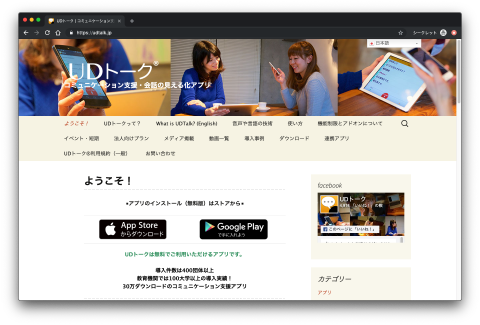 UDトーク | コミュニケーション
https://udtalk.jp
シークレット
日本語
UDトーク®
コミュニケーション支援・会話の見える化アプリ
ようこそ！ UDトークって？ What is UDTalk? (English) 音声や言語の技術 使い方 機能制限とアドオンについて
イベント・短期 法人向けプラン メディア掲載 動画一覧 導入事例 ダウンロード 連携アプリ
UDトークの利用規約（一般） お問い合わせ
ようこそ！
*アプリのインストール（無料版）はストアから*
App Store
からダウンロード
Google Play
で手に入れよう
UDトークは無料でご利用いただけるアプリです。
導入件数は400団体以上
教育機関では100大学以上の導入実績！
30万ダウンロードのコミュニケーション支援アプリ
facebook
UDトーク
このページに「いいね！」
カテゴリー
アプリ